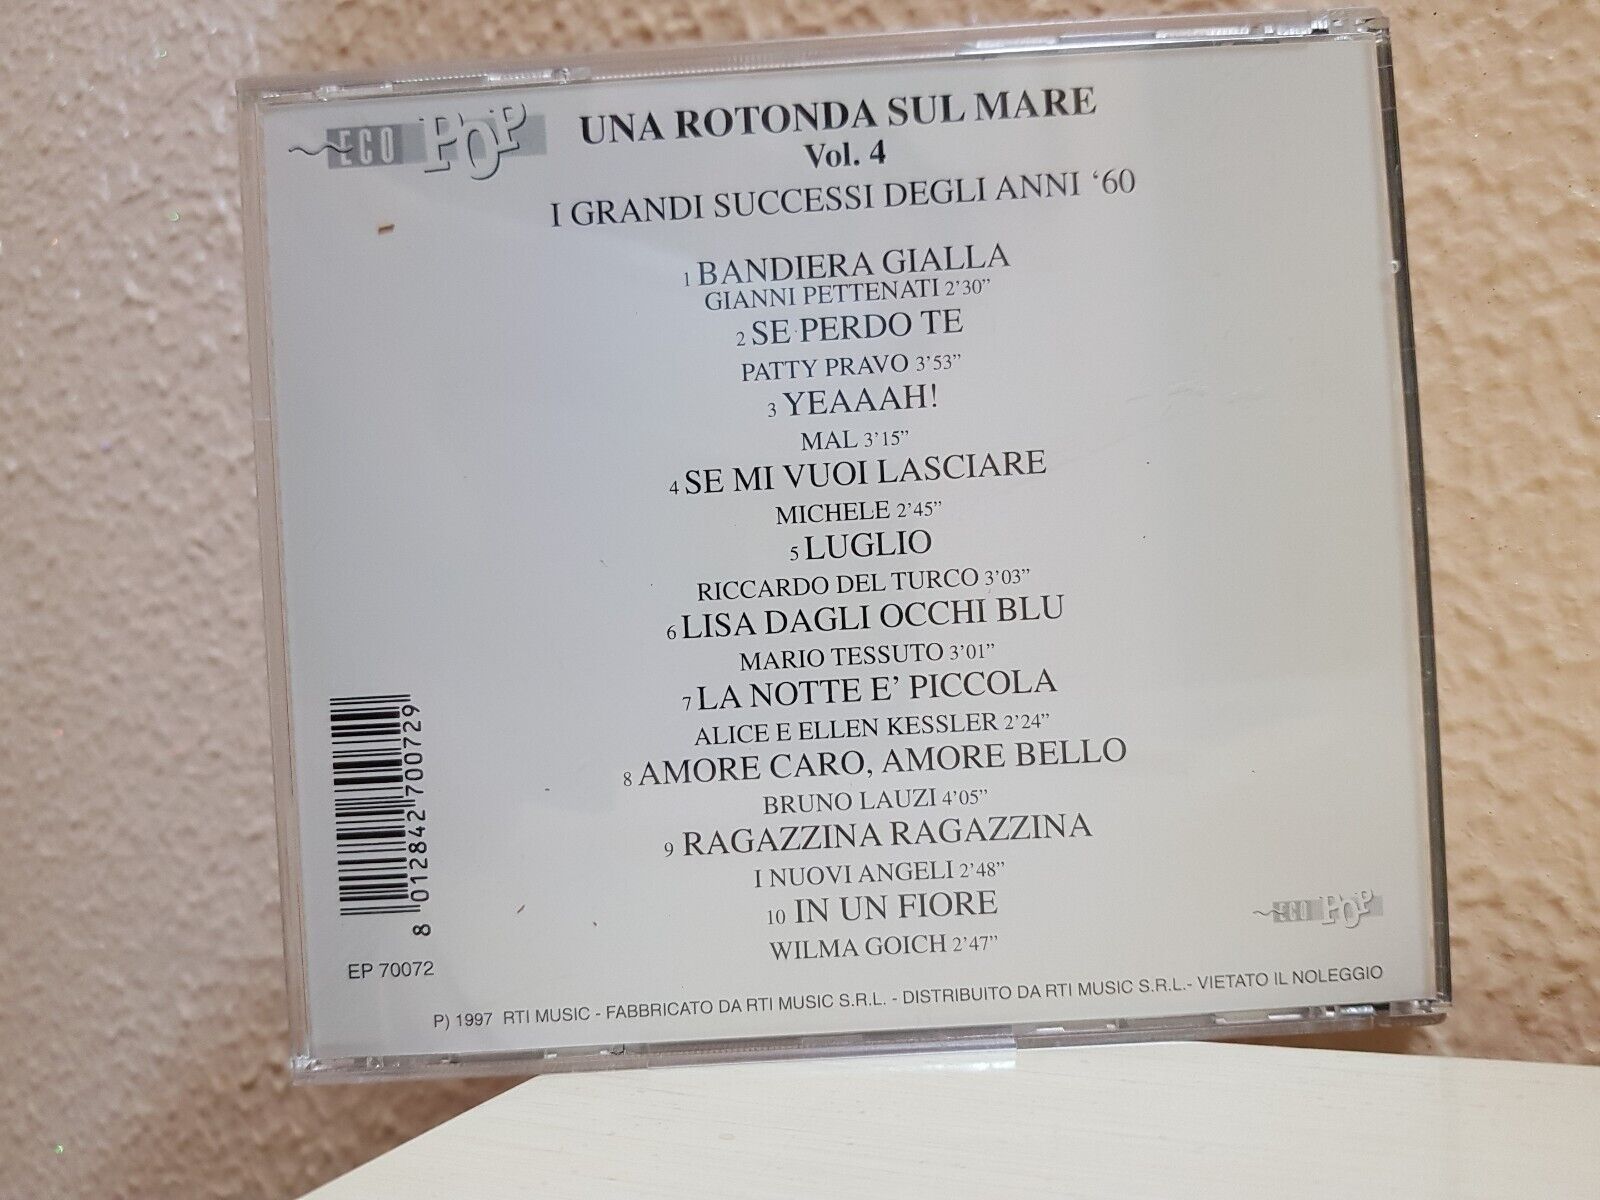 ECO POP
UNA ROTONDA SUL MARE
Vol. 4
I GRANDI SUCCESSI DEGLI ANNI ‘60
1 BANDIERA GIALLA
GIANNI PETTENATI 2’30”
2 SE PERDO TE
PATTY PRAVO 3’53”
3 YEAAAH!
MAL 3’15”
4 SE MI VUOI LASCIARE
MICHELE 2’45”
5 LUGLIO
RICCARDO DEL TURCO 3’03”
6 LISA DAGLI OCCHI BLU
MARIO TESSUTO 3’01”
7 LA NOTTE E’ PICCOLA
ALICE E ELLEN KESSLER 2’24”
8 AMORE CARO, AMORE BELLO
BRUNO LAUZI 4’05”
9 RAGAZZINA RAGAZZINA
I NUOVI ANGELI 2’48”
10 IN UN FIORE
WILMA GOICH 2’47”
8 012842 700729
EP 70072
ECO POP
P) 1997 RTI MUSIC - FABBRICATO DA RTI MUSIC S.R.L. - DISTRIBUITO DA RTI MUSIC S.R.L.- VIETATO IL NOLEGGIO